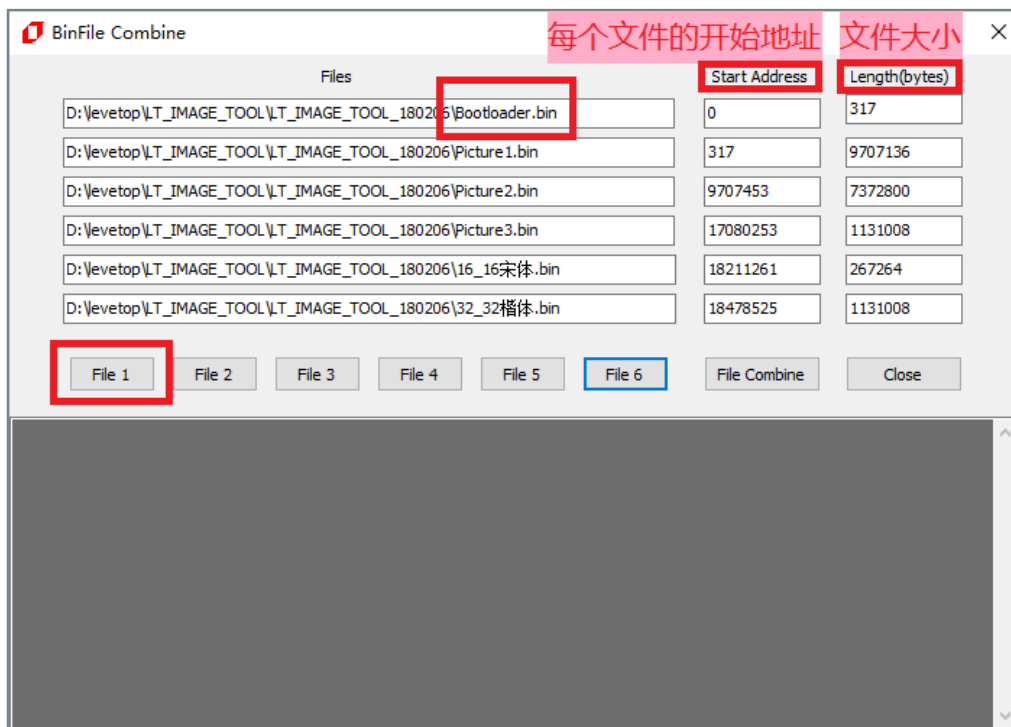 BinFile Combine
每个文件的开始地址 文件大小
Files Start Address Length(bytes)
D:\levetop\LT_IMAGE_TOOL\LT_IMAGE_TOOL_180206\Bootloader.bin 0 317
D:\levetop\LT_IMAGE_TOOL\LT_IMAGE_TOOL_180206\Picture1.bin 317 9707136
D:\levetop\LT_IMAGE_TOOL\LT_IMAGE_TOOL_180206\Picture2.bin 9707453 7372800
D:\levetop\LT_IMAGE_TOOL\LT_IMAGE_TOOL_180206\Picture3.bin 17080253 1131008
D:\levetop\LT_IMAGE_TOOL\LT_IMAGE_TOOL_180206\16_16宋体.bin 18211261 267264
D:\levetop\LT_IMAGE_TOOL\LT_IMAGE_TOOL_180206\32_32楷体.bin 18478525 1131008
File 1 File 2 File 3 File 4 File 5 File 6 File Combine Close